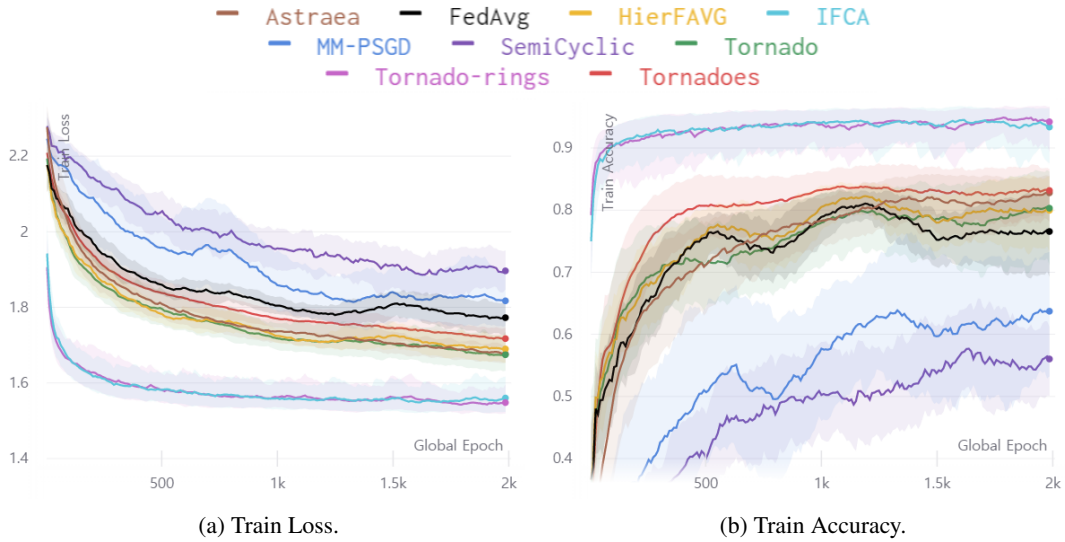 Astraea FedAvg HierFAVG IFCA
MM-PSGD SemiCyclic Tornado
Tornado-rings Tornadoes
Train Loss
2.2
2
1.8
1.6
1.4
Global Epoch
500 1k 1.5k 2k
Train Accuracy
0.9
0.8
0.7
0.6
0.5
0.4
Global Epoch
500 1k 1.5k 2k
(a) Train Loss.
(b) Train Accuracy.